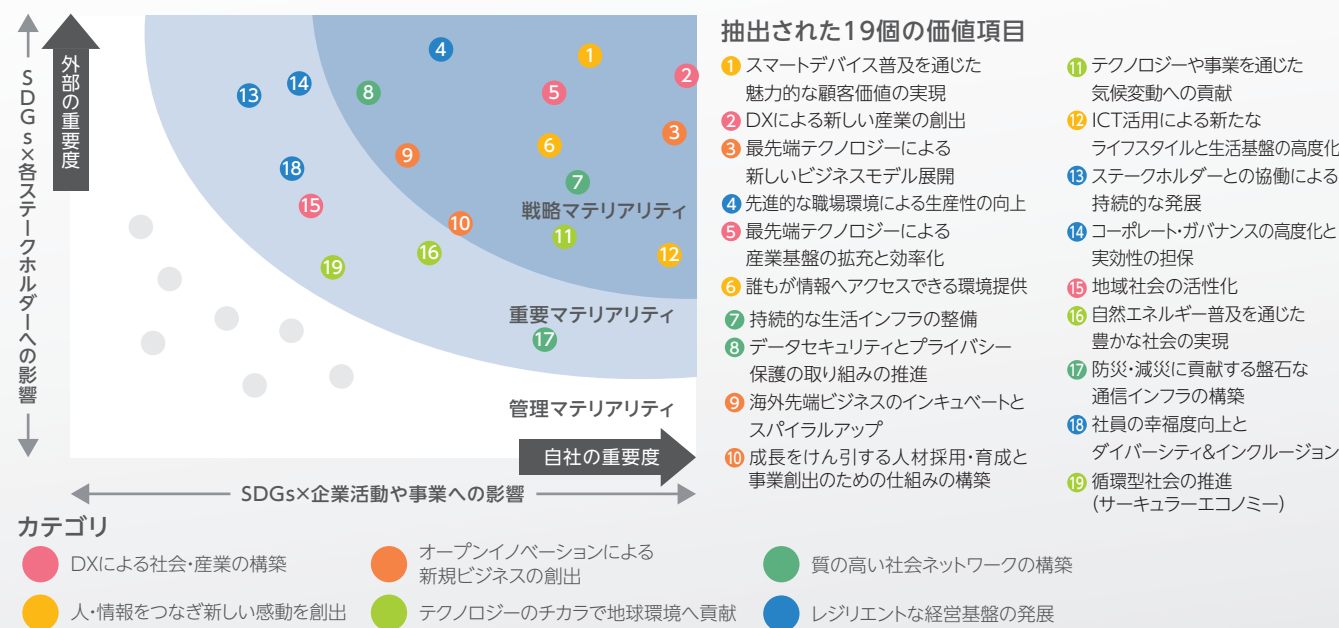 SDGs×各ステークホルダーへの影響
外部の重要度
4
1
2
14
13
8
5
3
6
9
18
7
15
戦略マテリアリティ
10
11
16
12
19
重要マテリアリティ
17
管理マテリアリティ
自社の重要度
SDGs×企業活動や事業への影響
抽出された19個の価値項目
1 スマートデバイス普及を通じた
魅力的な顧客価値の実現
2 DXによる新しい産業の創出
3 最先端テクノロジーによる
新しいビジネスモデル展開
4 先進的な職場環境による生産性の向上
5 最先端テクノロジーによる
産業基盤の拡充と効率化
6 誰もが情報へアクセスできる環境提供
7 持続的な生活インフラの整備
8 データセキュリティとプライバシー
保護の取り組みの推進
9 海外先端ビジネスのインキュベートと
スパイラルアップ
10 成長をけん引する人材採用・育成と
事業創出のための仕組みの構築
11 テクノロジーや事業を通じた
気候変動への貢献
12 ICT活用による新たな
ライフスタイルと生活基盤の高度化
13 ステークホルダーとの協働による
持続的な発展
14 コーポレート・ガバナンスの高度化と
実効性の担保
15 地域社会の活性化
16 自然エネルギー普及を通じた
豊かな社会の実現
17 防災・減災に貢献する盤石な
通信インフラの構築
18 社員の幸福度向上と
ダイバーシティ&インクルージョン
19 循環型社会の推進
(サーキュラーエコノミー)
カテゴリ
DXによる社会・産業の構築
オープンイノベーションによる
新規ビジネスの創出
質の高い社会ネットワークの構築
人・情報をつなぎ新しい感動を創出
テクノロジーのチカラで地球環境へ貢献
レジリエントな経営基盤の発展